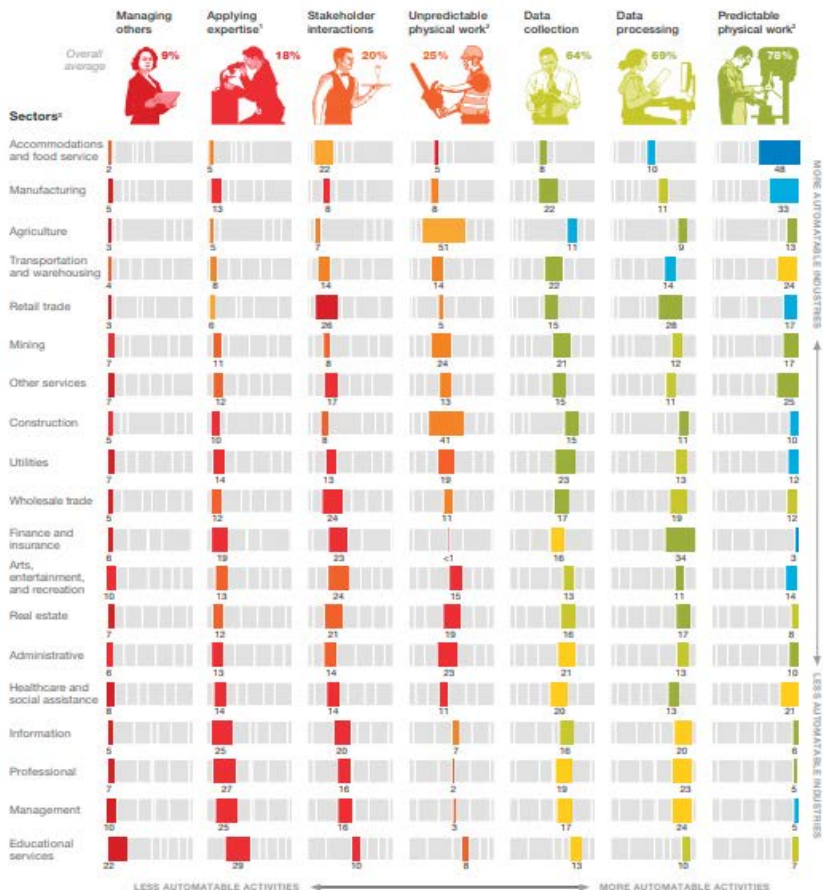 Managing others
Applying expertise¹
Stakeholder interactions
Unpredictable physical work²
Data collection
Data processing
Predictable physical work²
Overall average
9%
18%
20%
25%
64%
69%
78%
Sectors²
Accommodations and food service
2 5 22 5 8 10 48
Manufacturing
5 13 8 8 22 11 33
Agriculture
3 5 7 51 11 9 13
Transportation and warehousing
4 8 14 14 22 14 24
Retail trade
3 6 26 5 15 28 17
Mining
7 11 8 24 21 12 17
Other services
7 12 17 13 15 11 25
Construction
5 10 8 41 15 11 10
Utilities
7 14 13 19 23 13 12
Wholesale trade
5 12 24 11 17 19 12
Finance and insurance
6 19 23 <1 16 34 3
Arts, entertainment, and recreation
10 13 24 15 13 11 14
Real estate
7 12 21 19 16 17 8
Administrative
6 13 14 23 21 13 10
Healthcare and social assistance
8 14 14 11 20 13 21
Information
5 25 20 7 16 20 6
Professional
7 27 16 2 19 23 5
Management
10 25 16 3 17 24 5
Educational services
22 29 10 8 13 10 7
MORE AUTOMATABLE INDUSTRIES
LESS AUTOMATABLE INDUSTRIES
LESS AUTOMATABLE ACTIVITIES
MORE AUTOMATABLE ACTIVITIES